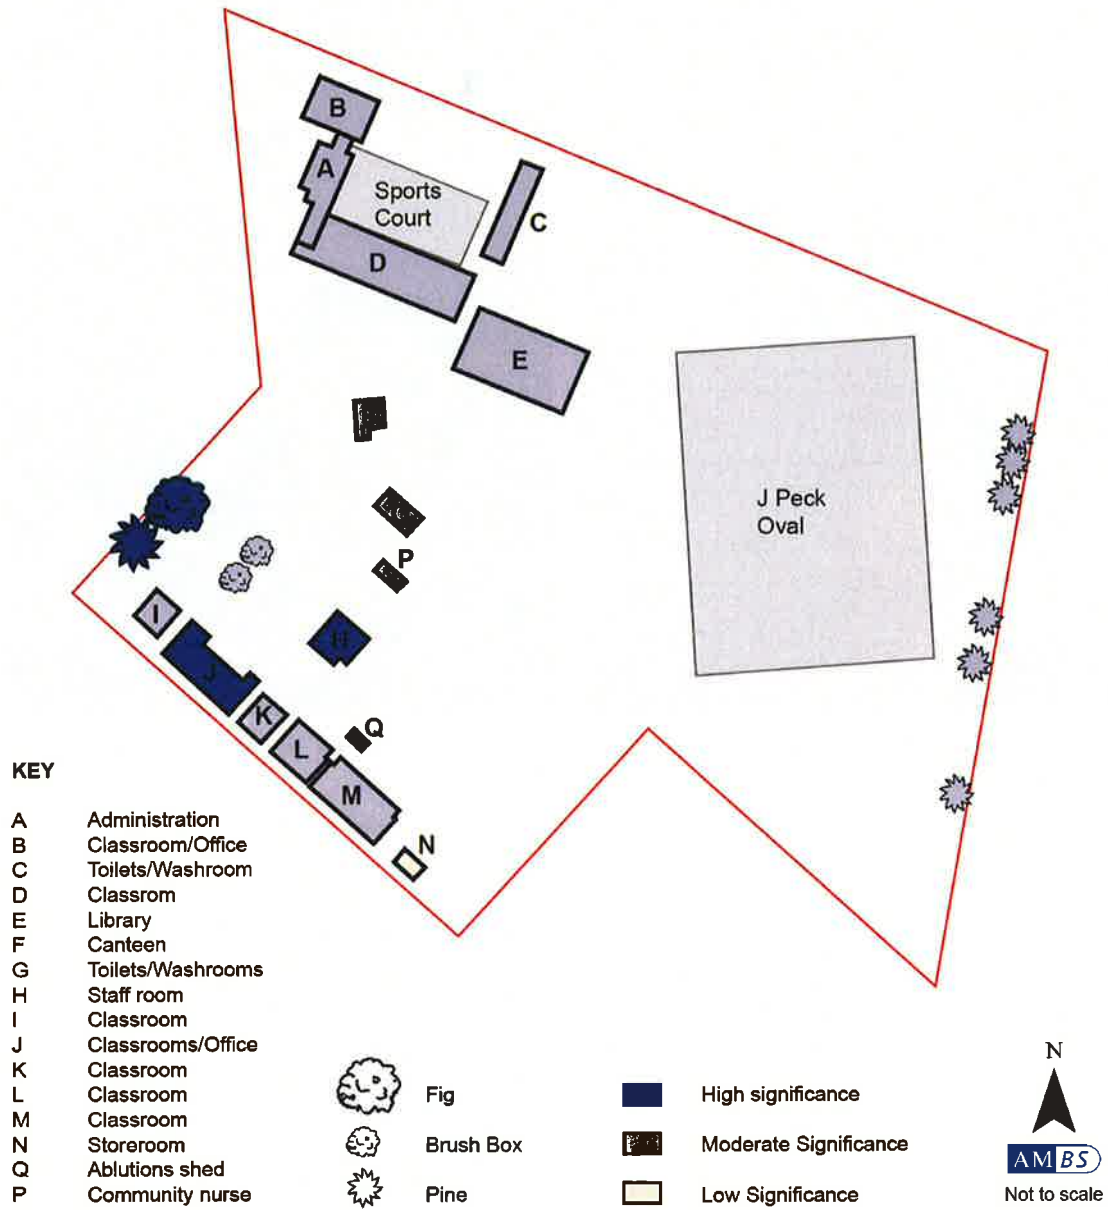 B
A
Sports
Court
C
D
E
J Peck
Oval
P
I
H
J
K
Q
L
M
N
KEY
A Administration
B Classroom/Office
C Toilets/Washroom
D Classrom
E Library
F Canteen
G Toilets/Washrooms
H Staff room
I Classroom
J Classrooms/Office
K Classroom
L Classroom
M Classroom
N Storeroom
Q Ablutions shed
P Community nurse
Fig
Brush Box
Pine
High significance
Moderate Significance
Low Significance
N
AMBS
Not to scale